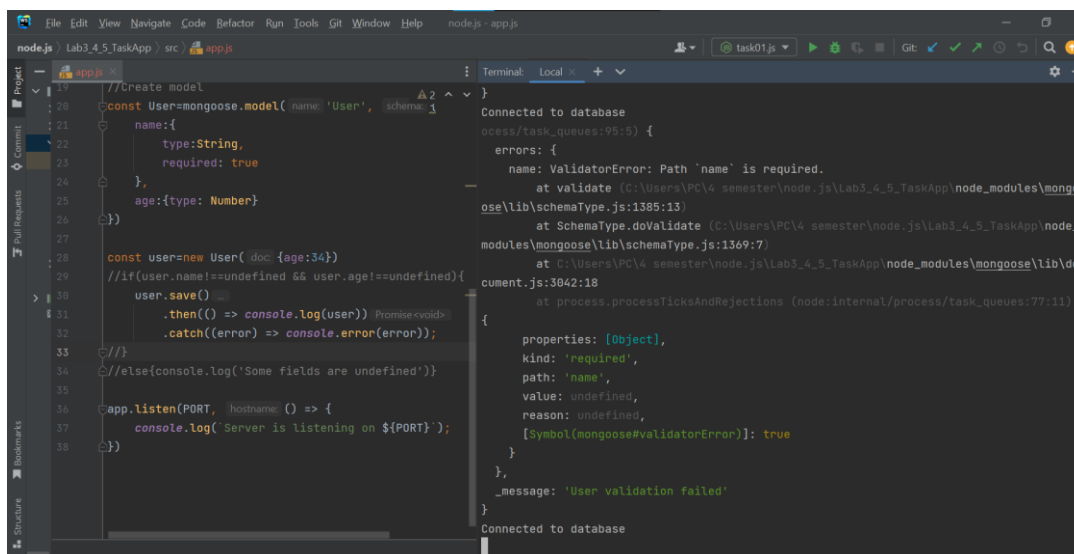 File Edit View Navigate Code Refactor Run Tools Git Window Help node.js - app.js
node.js Lab3_4_5_TaskApp src app.js task01.js Git:
Project
Commit
Pull Requests
Bookmarks
Structure
app.js
2
19 //Create model
20 const User=mongoose.model( name: 'User', schema: {
21 name:{
22 type:String,
23 required: true
24 },
25 age:{type: Number}
26 })
27
28 const user=new User( doc: {age:34})
29 //if(user.name!==undefined && user.age!==undefined){
30 user.save() …
31 .then(() => console.log(user)) Promise<void>
32 .catch((error) => console.error(error));
33 //}
34 //else{console.log('Some fields are undefined')}
35
36 app.listen(PORT, hostname: () => {
37 console.log(`Server is listening on ${PORT}`);
38 })
Terminal: Local
}
Connected to database
ocess/task_queues:95:5) {
errors: {
name: ValidatorError: Path `name` is required.
at validate (C:\Users\PC\4 semester\node.js\Lab3_4_5_TaskApp\node_modules\mong
ose\lib\schemaType.js:1385:13)
at SchemaType.doValidate (C:\Users\PC\4 semester\node.js\Lab3_4_5_TaskApp\node_
modules\mongoose\lib\schemaType.js:1369:7)
at C:\Users\PC\4 semester\node.js\Lab3_4_5_TaskApp\node_modules\mongoose\lib\do
cument.js:3042:18
at process.processTicksAndRejections (node:internal/process/task_queues:77:11)
{
properties: [Object],
kind: 'required',
path: 'name',
value: undefined,
reason: undefined,
[Symbol(mongoose#validatorError)]: true
}
},
_message: 'User validation failed'
}
Connected to database